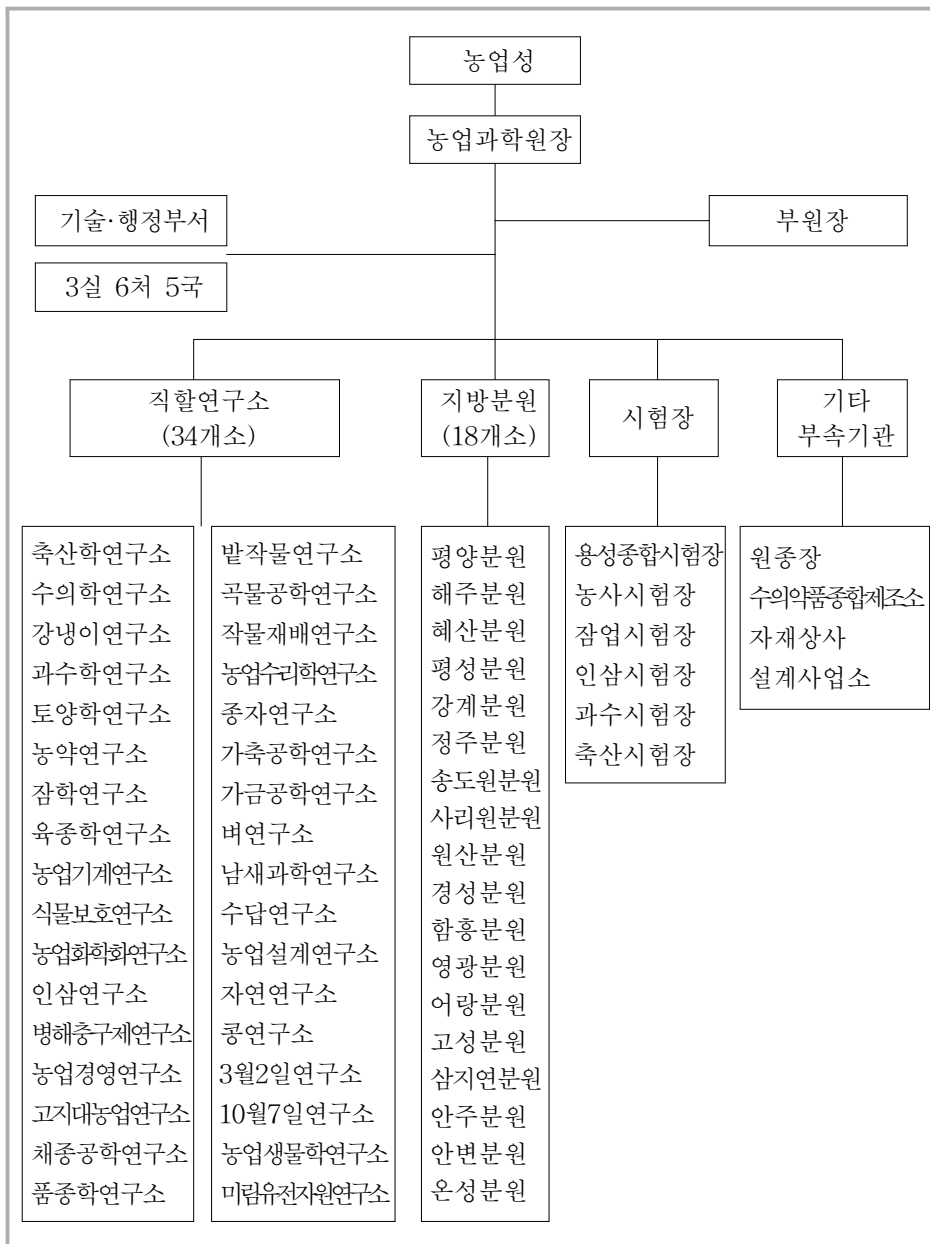 농업성
농업과학원장
기술·행정부서
부원장
3실 6처 5국
직할연구소
(34개소)
지방분원
(18개소)
시험장
기타
부속기관
축산학연구소
수의학연구소
강냉이연구소
과수학연구소
토양학연구소
농약연구소
잠학연구소
육종학연구소
농업기계연구소
식물보호연구소
농업화학화연구소
인삼연구소
병해충구제연구소
농업경영연구소
고지대농업연구소
채종공학연구소
품종학연구소
밭작물연구소
곡물공학연구소
작물재배연구소
농업수리학연구소
종자연구소
가축공학연구소
가금공학연구소
벼연구소
남새과학연구소
수답연구소
농업설계연구소
자연연구소
콩연구소
3월2일연구소
10월7일연구소
농업생물학연구소
미림유전자원연구소
평양분원
해주분원
혜산분원
평성분원
강계분원
정주분원
송도원분원
사리원분원
원산분원
경성분원
함흥분원
영광분원
어랑분원
고성분원
삼지연분원
안주분원
안변분원
온성분원
용성종합시험장
농사시험장
잠업시험장
인삼시험장
과수시험장
축산시험장
원종장
수의약품종합제조소
자재상사
설계사업소